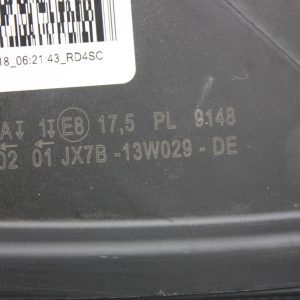 18_06:21:43_RD4SC
A↧ 1↧ E8 17,5 PL 9148
02 ← 01 ← JX7B -13W029 - DE